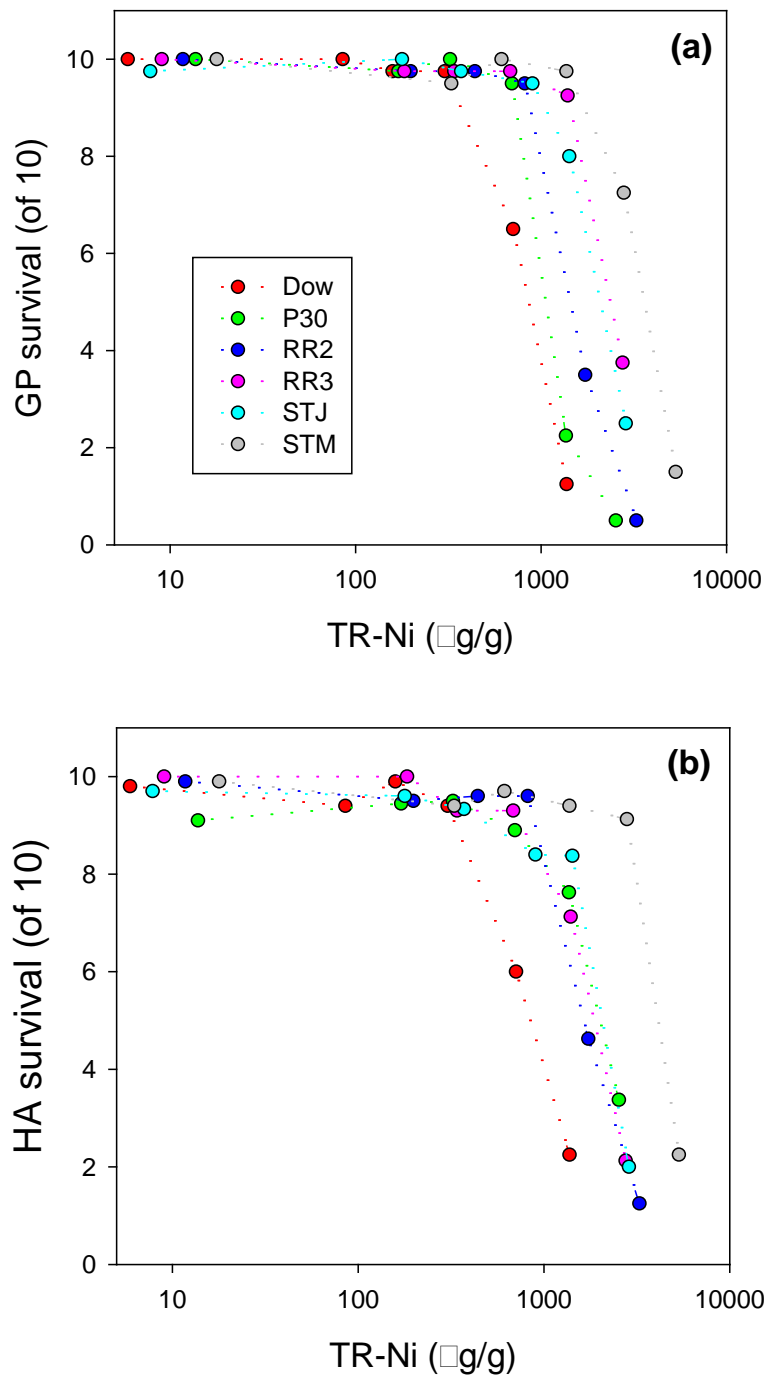 (a)
10
8
6
4
2
0
GP survival (of 10)
Dow
P30
RR2
RR3
STJ
STM
10 100 1000 10000
TR-Ni (□g/g)
(b)
10
8
6
4
2
0
HA survival (of 10)
10 100 1000 10000
TR-Ni (□g/g)